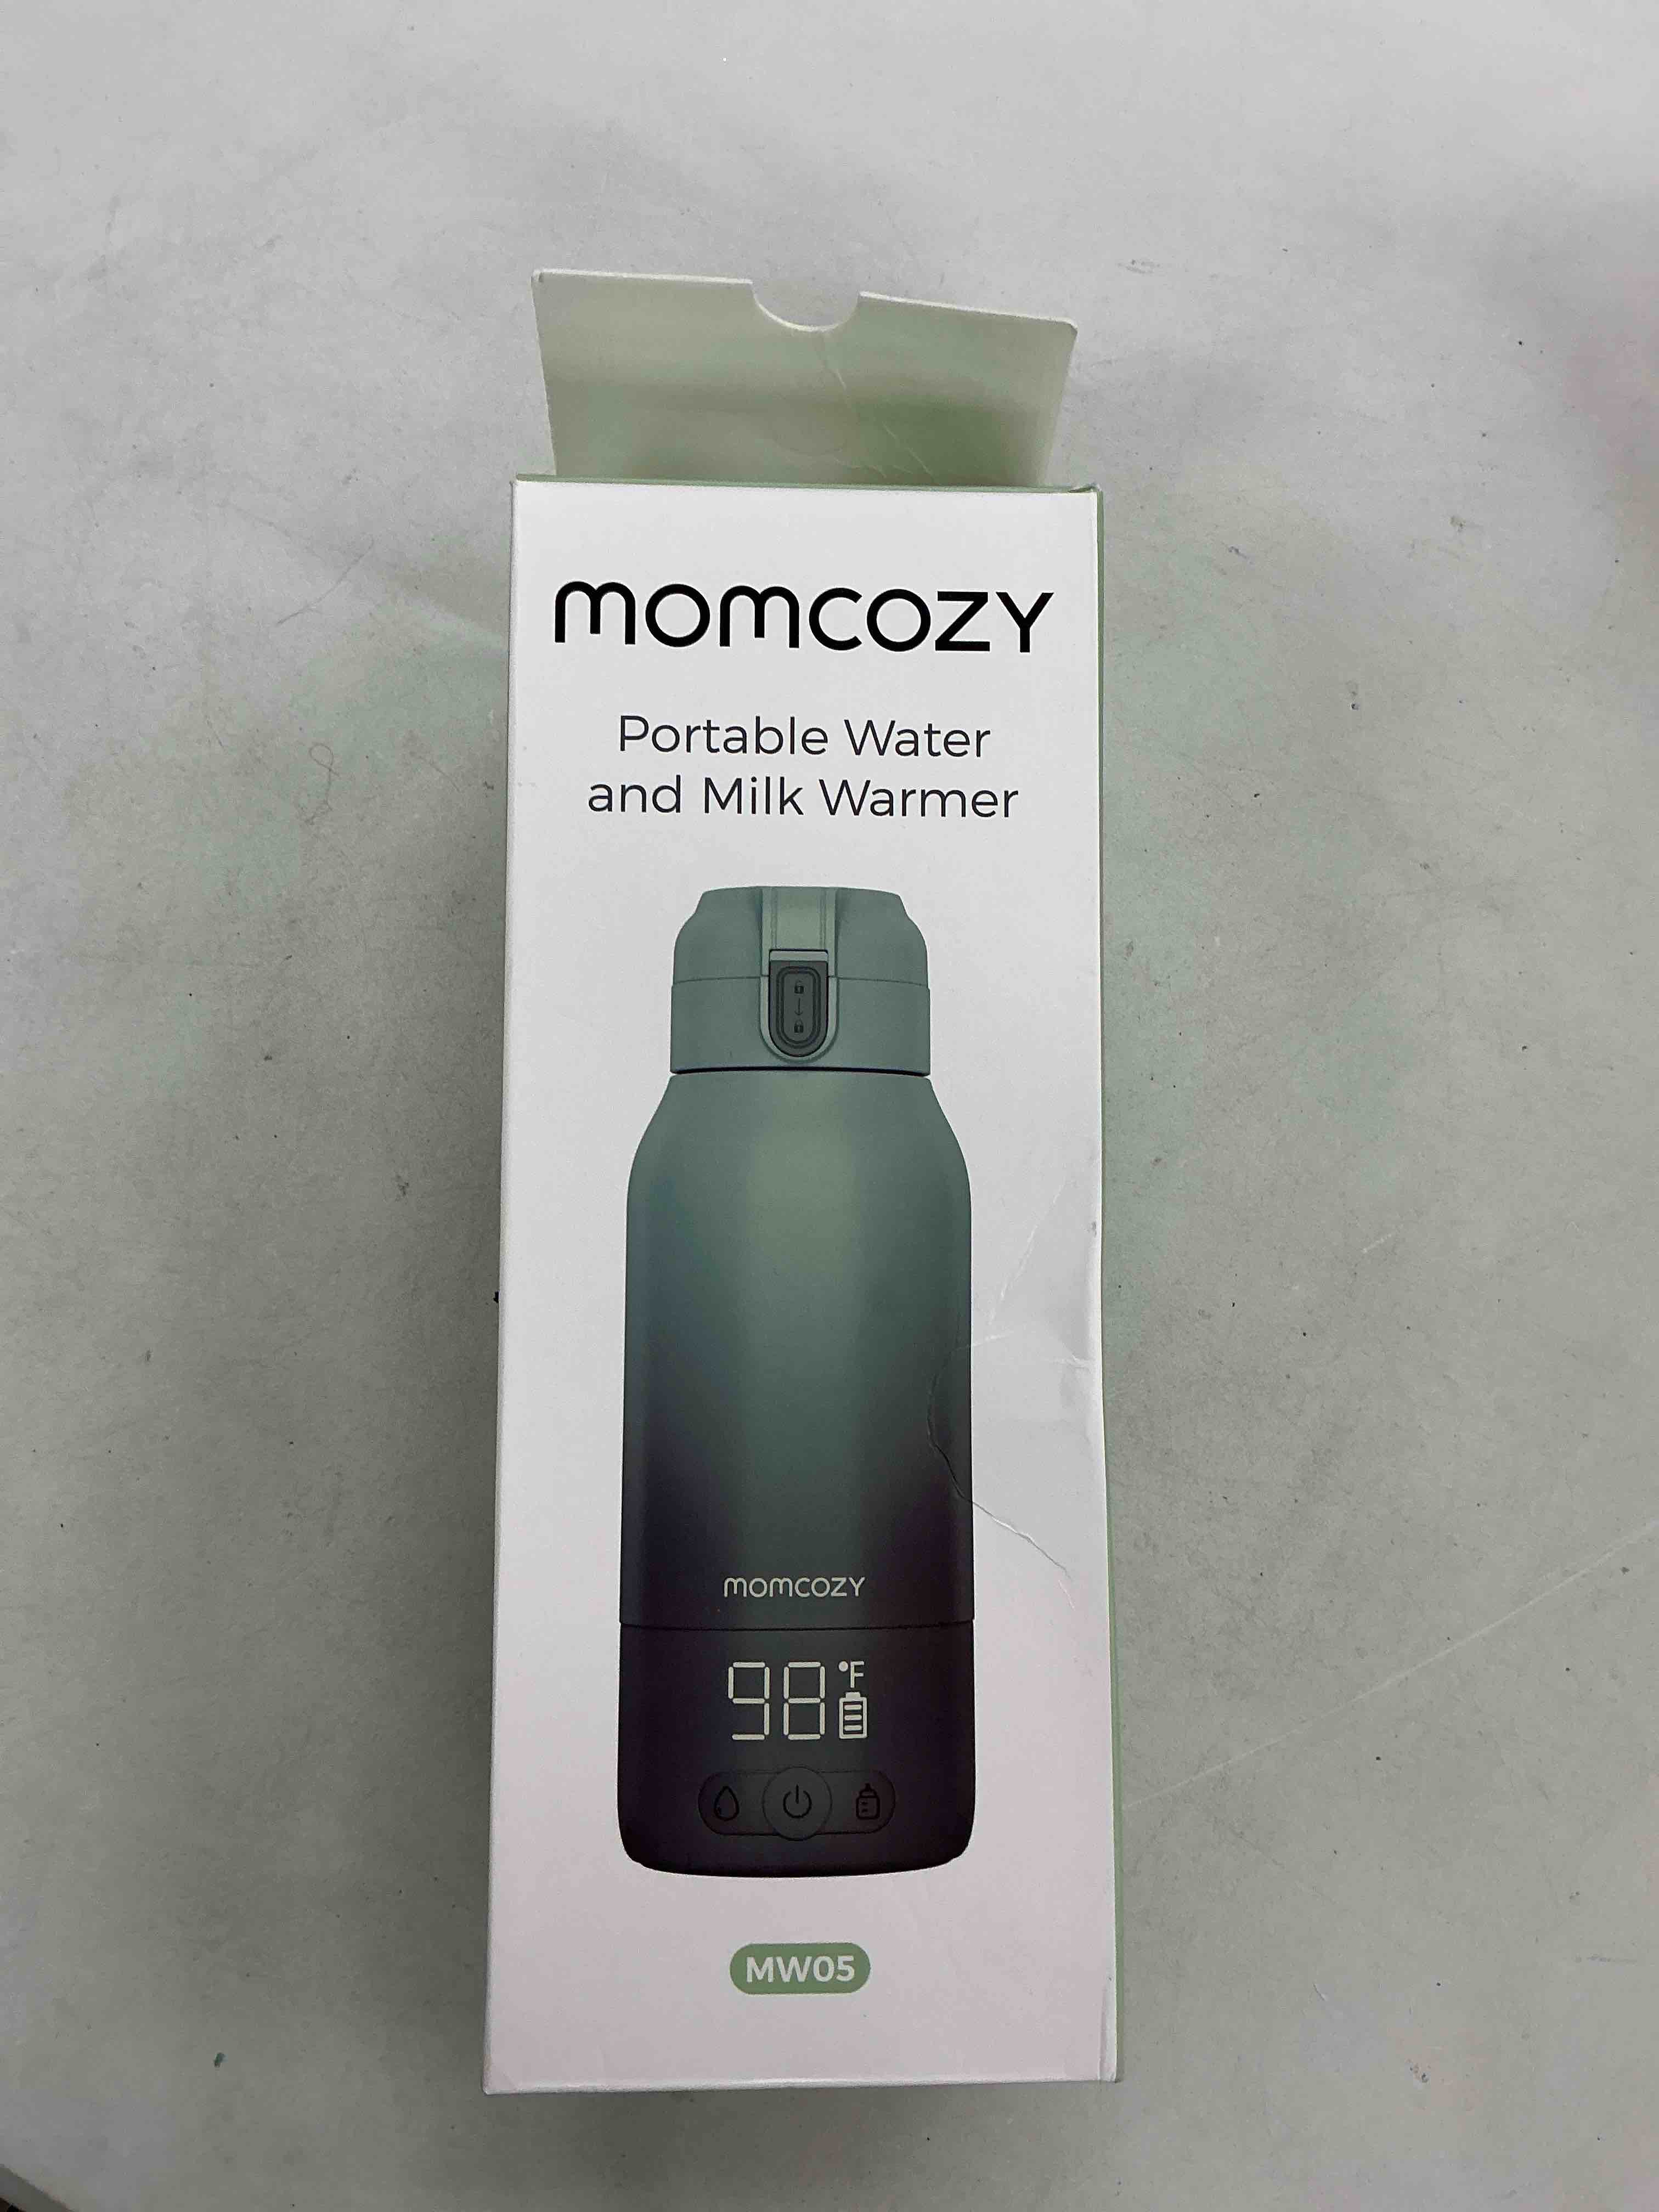 momcozy
Portable Water
and Milk Warmer
momcozy
98°F
MW05